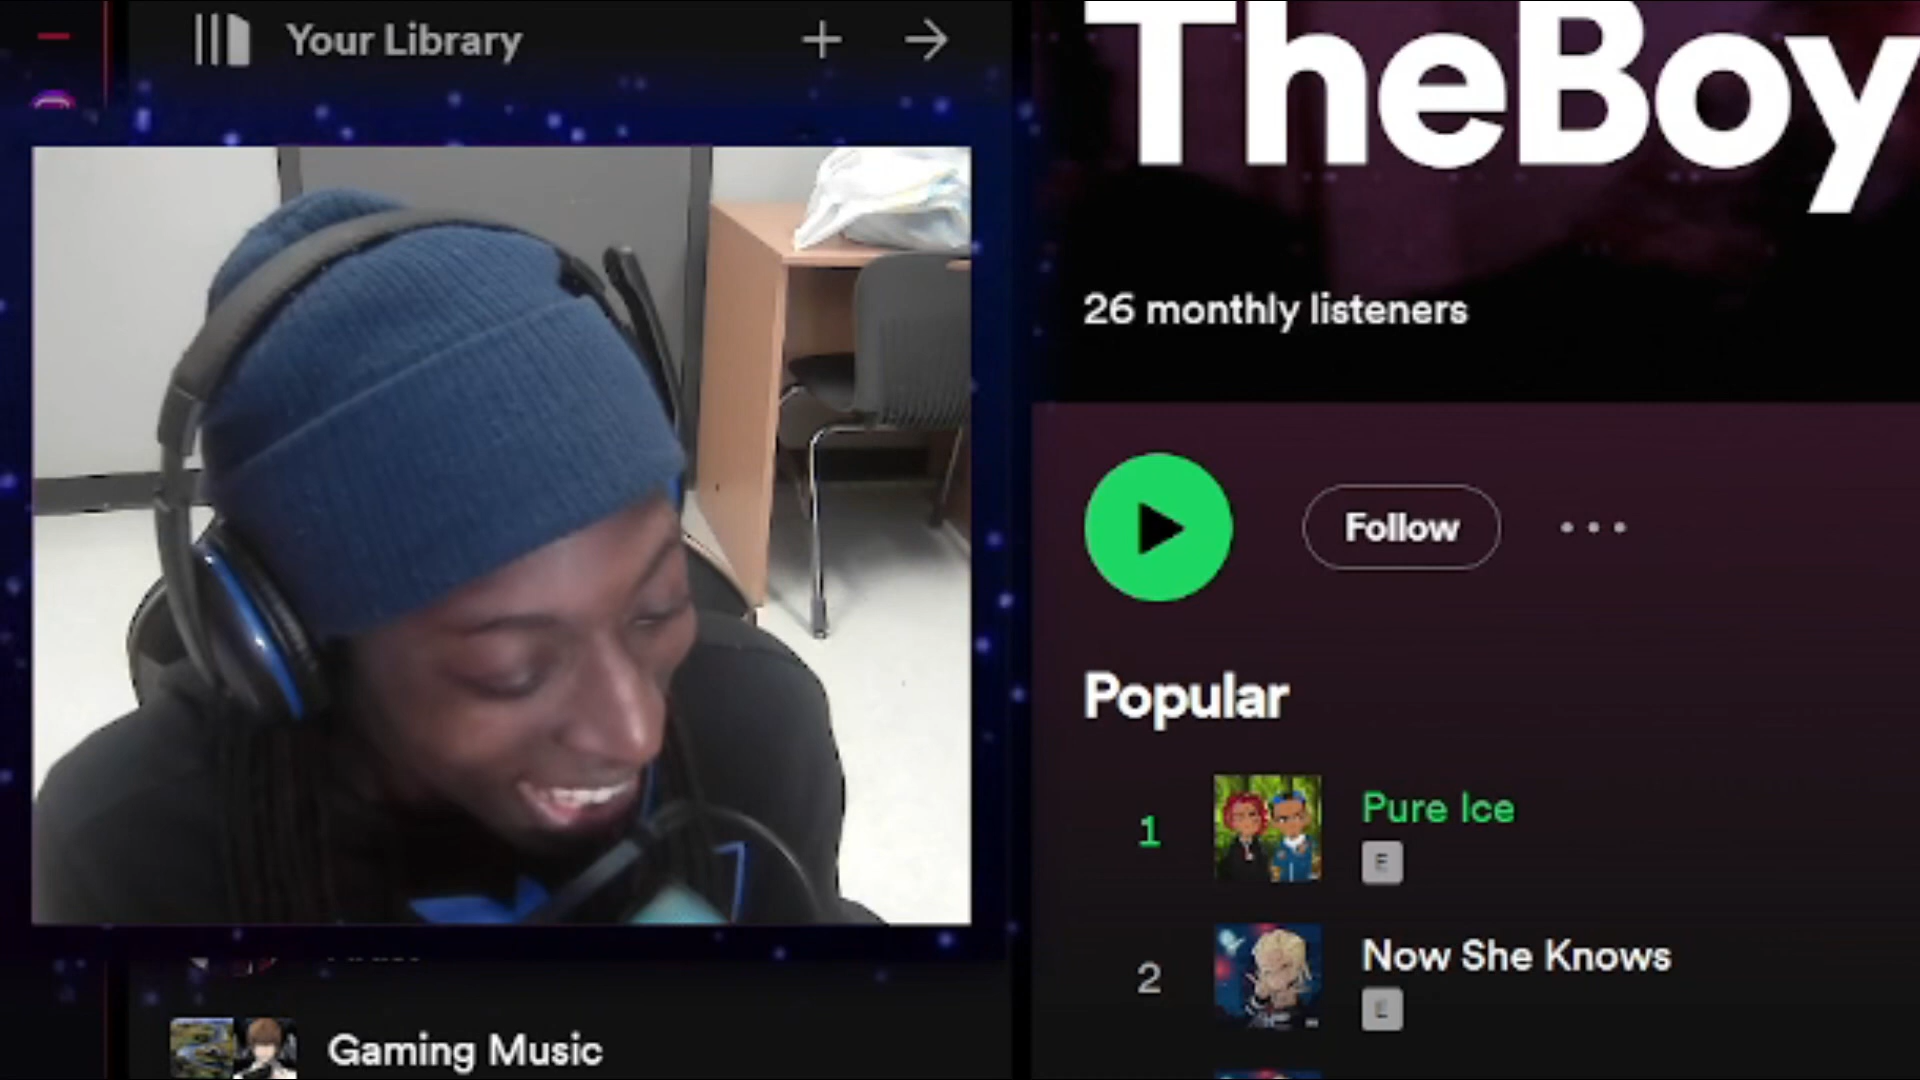 Your Library
TheBoy
26 monthly listeners
Follow
Popular
1
Pure Ice
E
2
Now She Knows
E
Gaming Music